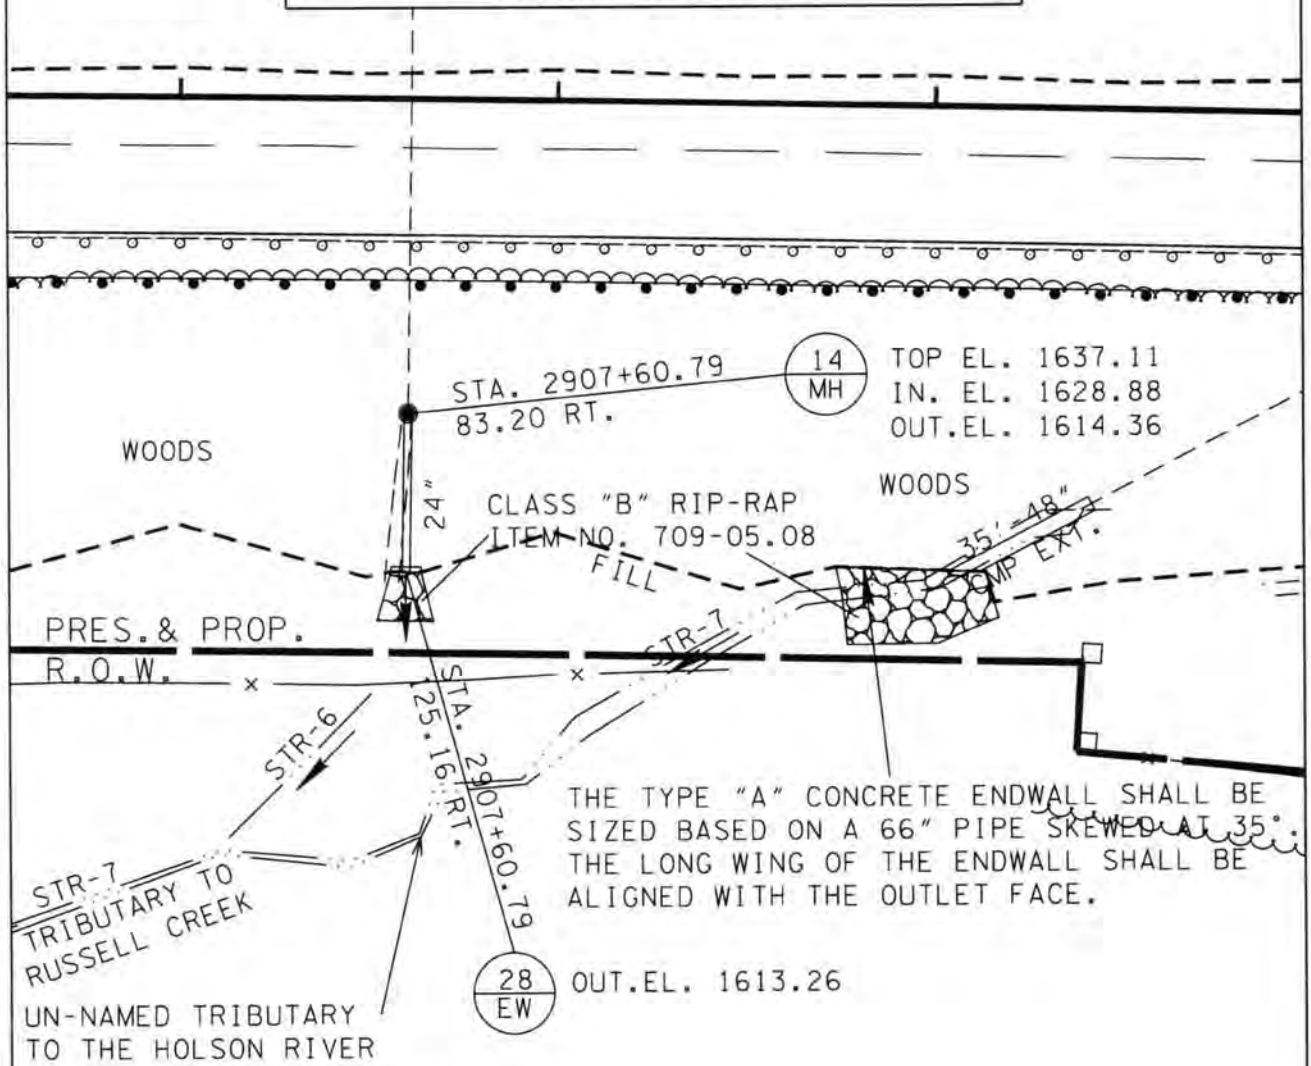 STA. 2907+60.79
83.20 RT.
14
MH
TOP EL. 1637.11
IN. EL. 1628.88
OUT.EL. 1614.36
WOODS
24"
CLASS "B" RIP-RAP
ITEM NO. 709-05.08
FILL
WOODS
35'-48"
CMP EXT.
PRES.& PROP.
R.O.W.
STR-7
STR-6
STA. 2907+60.79
125.16 RT.
THE TYPE "A" CONCRETE ENDWALL SHALL BE
SIZED BASED ON A 66" PIPE SKEWED AT 35°.
THE LONG WING OF THE ENDWALL SHALL BE
ALIGNED WITH THE OUTLET FACE.
STR-7
TRIBUTARY TO
RUSSELL CREEK
28
EW
OUT.EL. 1613.26
UN-NAMED TRIBUTARY
TO THE HOLSON RIVER